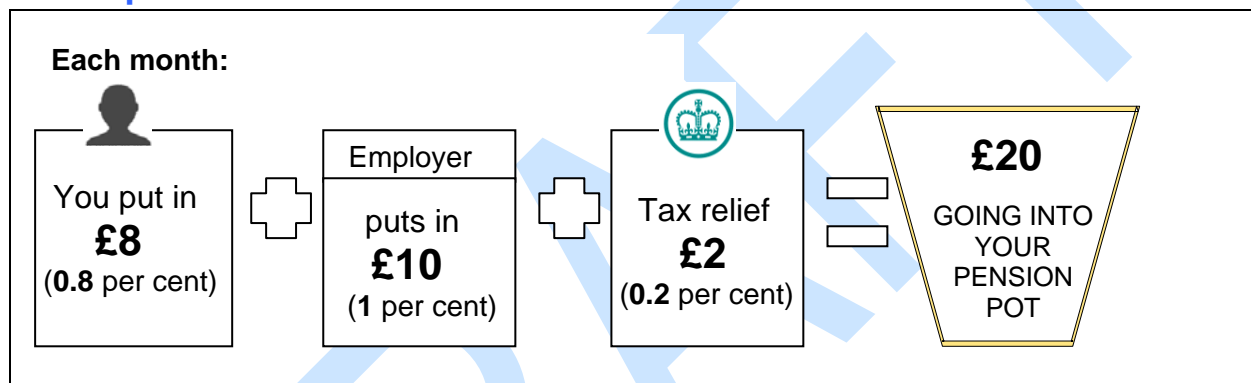 Each month:
You put in
£8
(0.8 per cent)
Employer
puts in
£10
(1 per cent)
Tax relief
£2
(0.2 per cent)
£20
GOING INTO
YOUR
PENSION
POT